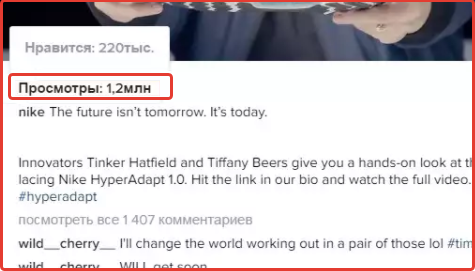 Нравится: 220тыс.
Просмотры: 1,2млн
nike The future isn't tomorrow. It's today.
Innovators Tinker Hatfield and Tiffany Beers give you a hands-on look at th
lacing Nike HyperAdapt 1.0. Hit the link in our bio and watch the full video.
#hyperadapt
посмотреть все 1 407 комментариев
wild__cherry__ I'll change the world working out in a pair of those lol #tim
wild__cherry__ WILL get soon